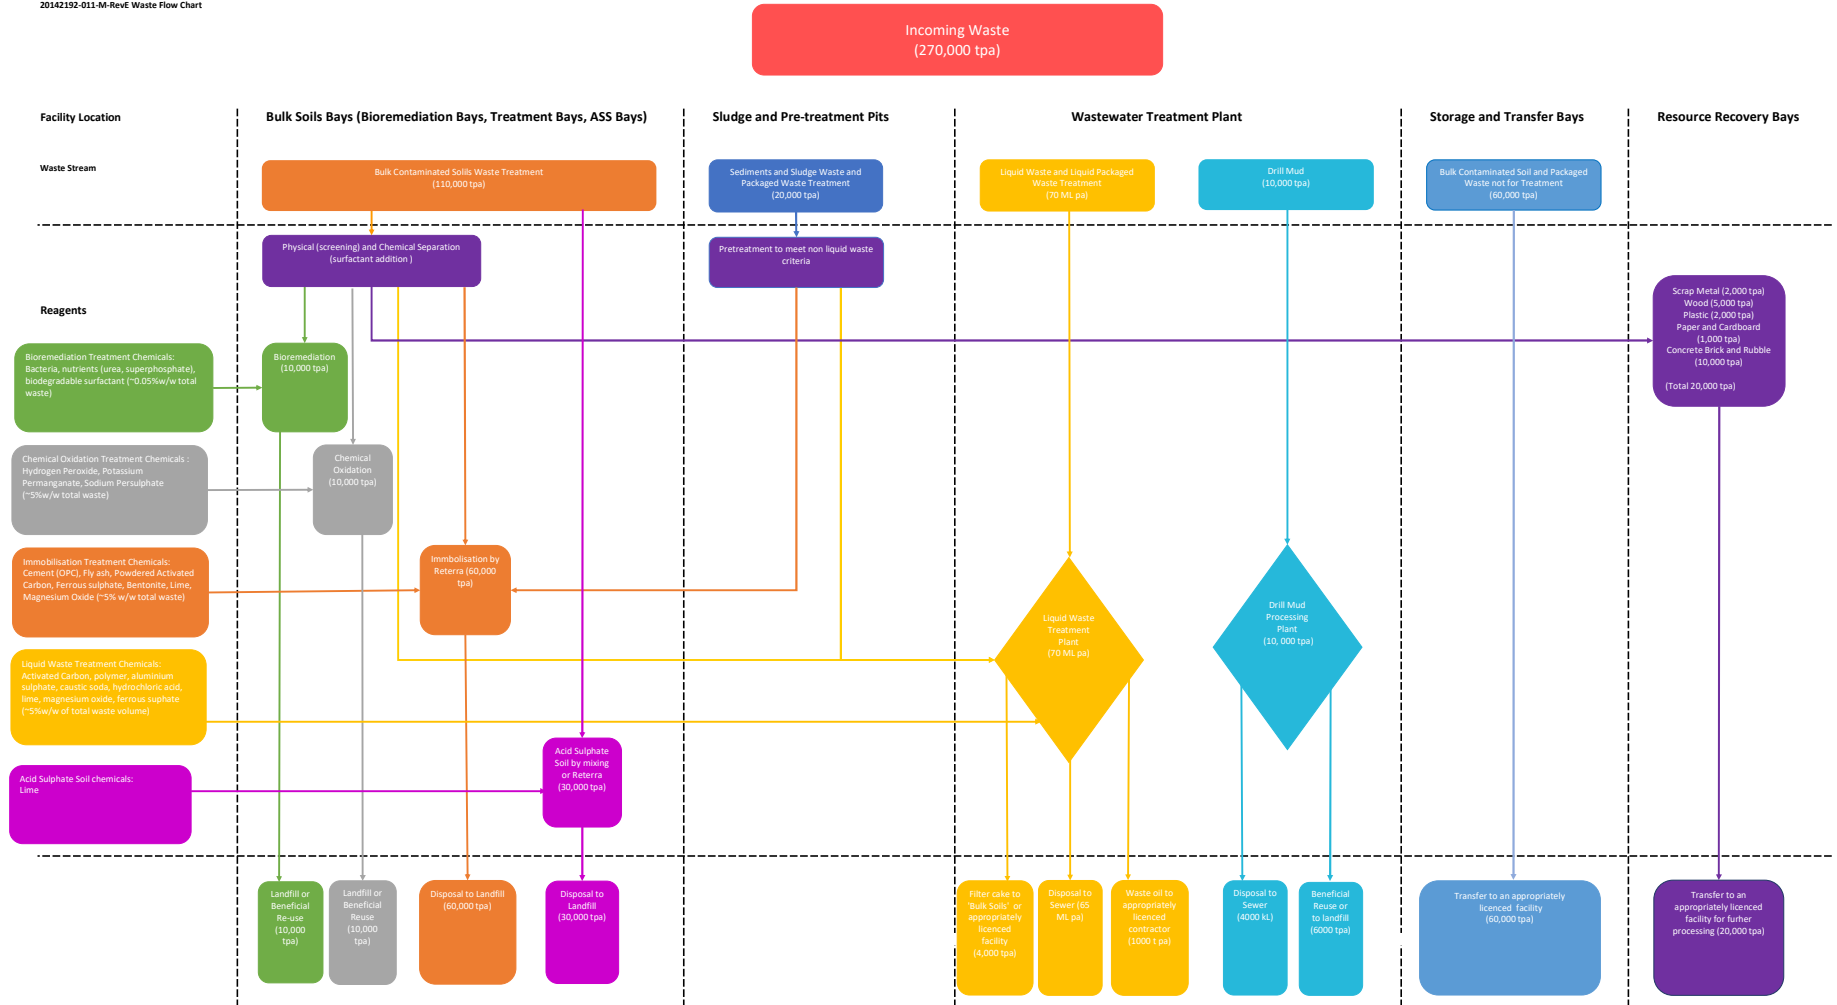 20142192-011-M-RevE Waste Flow Chart
Incoming Waste
(270,000 tpa)
Facility Location
Bulk Soils Bays (Bioremediation Bays, Treatment Bays, ASS Bays)
Sludge and Pre-treatment Pits
Wastewater Treatment Plant
Storage and Transfer Bays
Resource Recovery Bays
Waste Stream
Bulk Contaminated Solils Waste Treatment
(110,000 tpa)
Sediments and Sludge Waste and
Packaged Waste Treatment
(20,000 tpa)
Liquid Waste and Liquid Packaged
Waste Treatment
(70 ML pa)
Drill Mud
(10,000 tpa)
Bulk Contaminated Soil and Packaged
Waste not for Treatment
(60,000 tpa)
Physical (screening) and Chemical Separation
(surfactant addition )
Pretreatment to meet non liquid waste
criteria
Scrap Metal (2,000 tpa)
Wood (5,000 tpa)
Plastic (2,000 tpa)
Paper and Cardboard
(1,000 tpa)
Concrete Brick and Rubble
(10,000 tpa)
(Total 20,000 tpa)
Reagents
Bioremediation Treatment Chemicals:
Bacteria, nutrients (urea, superphosphate),
biodegradable surfactant (~0.05%w/w total
waste)
Bioremediation
(10,000 tpa)
Chemical Oxidation Treatment Chemicals :
Hydrogen Peroxide, Potassium
Permanganate, Sodium Persulphate
(~5%w/w total waste)
Chemical
Oxidation
(10,000 tpa)
Immobilisation Treatment Chemicals:
Cement (OPC), Fly ash, Powdered Activated
Carbon, Ferrous sulphate, Bentonite, Lime,
Magnesium Oxide (~5% w/w total waste)
Immbolisation by
Reterra (60,000
tpa)
Liquid Waste
Treatment
Plant
(70 ML pa)
Drill Mud
Processing
Plant
(10, 000 tpa)
Liquid Waste Treatment Chemicals:
Activated Carbon, polymer, aluminium
sulphate, caustic soda, hydrochloric acid,
lime, magnesium oxide, ferrous suphate
(~5%w/w of total waste volume)
Acid Sulphate Soil chemicals:
Lime
Acid Sulphate
Soil by mixing
or Reterra
(30,000 tpa)
Landfill or
Beneficial
Re-use
(10,000
tpa)
Landfill or
Beneficial
Reuse
(10,000
tpa)
Disposal to Landfill
(60,000 tpa)
Disposal to
Landfill
(30,000 tpa)
Filter cake to
'Bulk Soils' or
appropriately
licenced
facility
(4,000 tpa)
Disposal to
Sewer (65
ML pa)
Waste oil to
appropriately
licenced
contractor
(1000 t pa)
Disposal to
Sewer
(4000 kL)
Beneficial
Reuse or
to landfill
(6000 tpa)
Transfer to an appropriately
licenced facility
(60,000 tpa)
Transfer to an
appropriately licenced
facility for furher
processing (20,000 tpa)